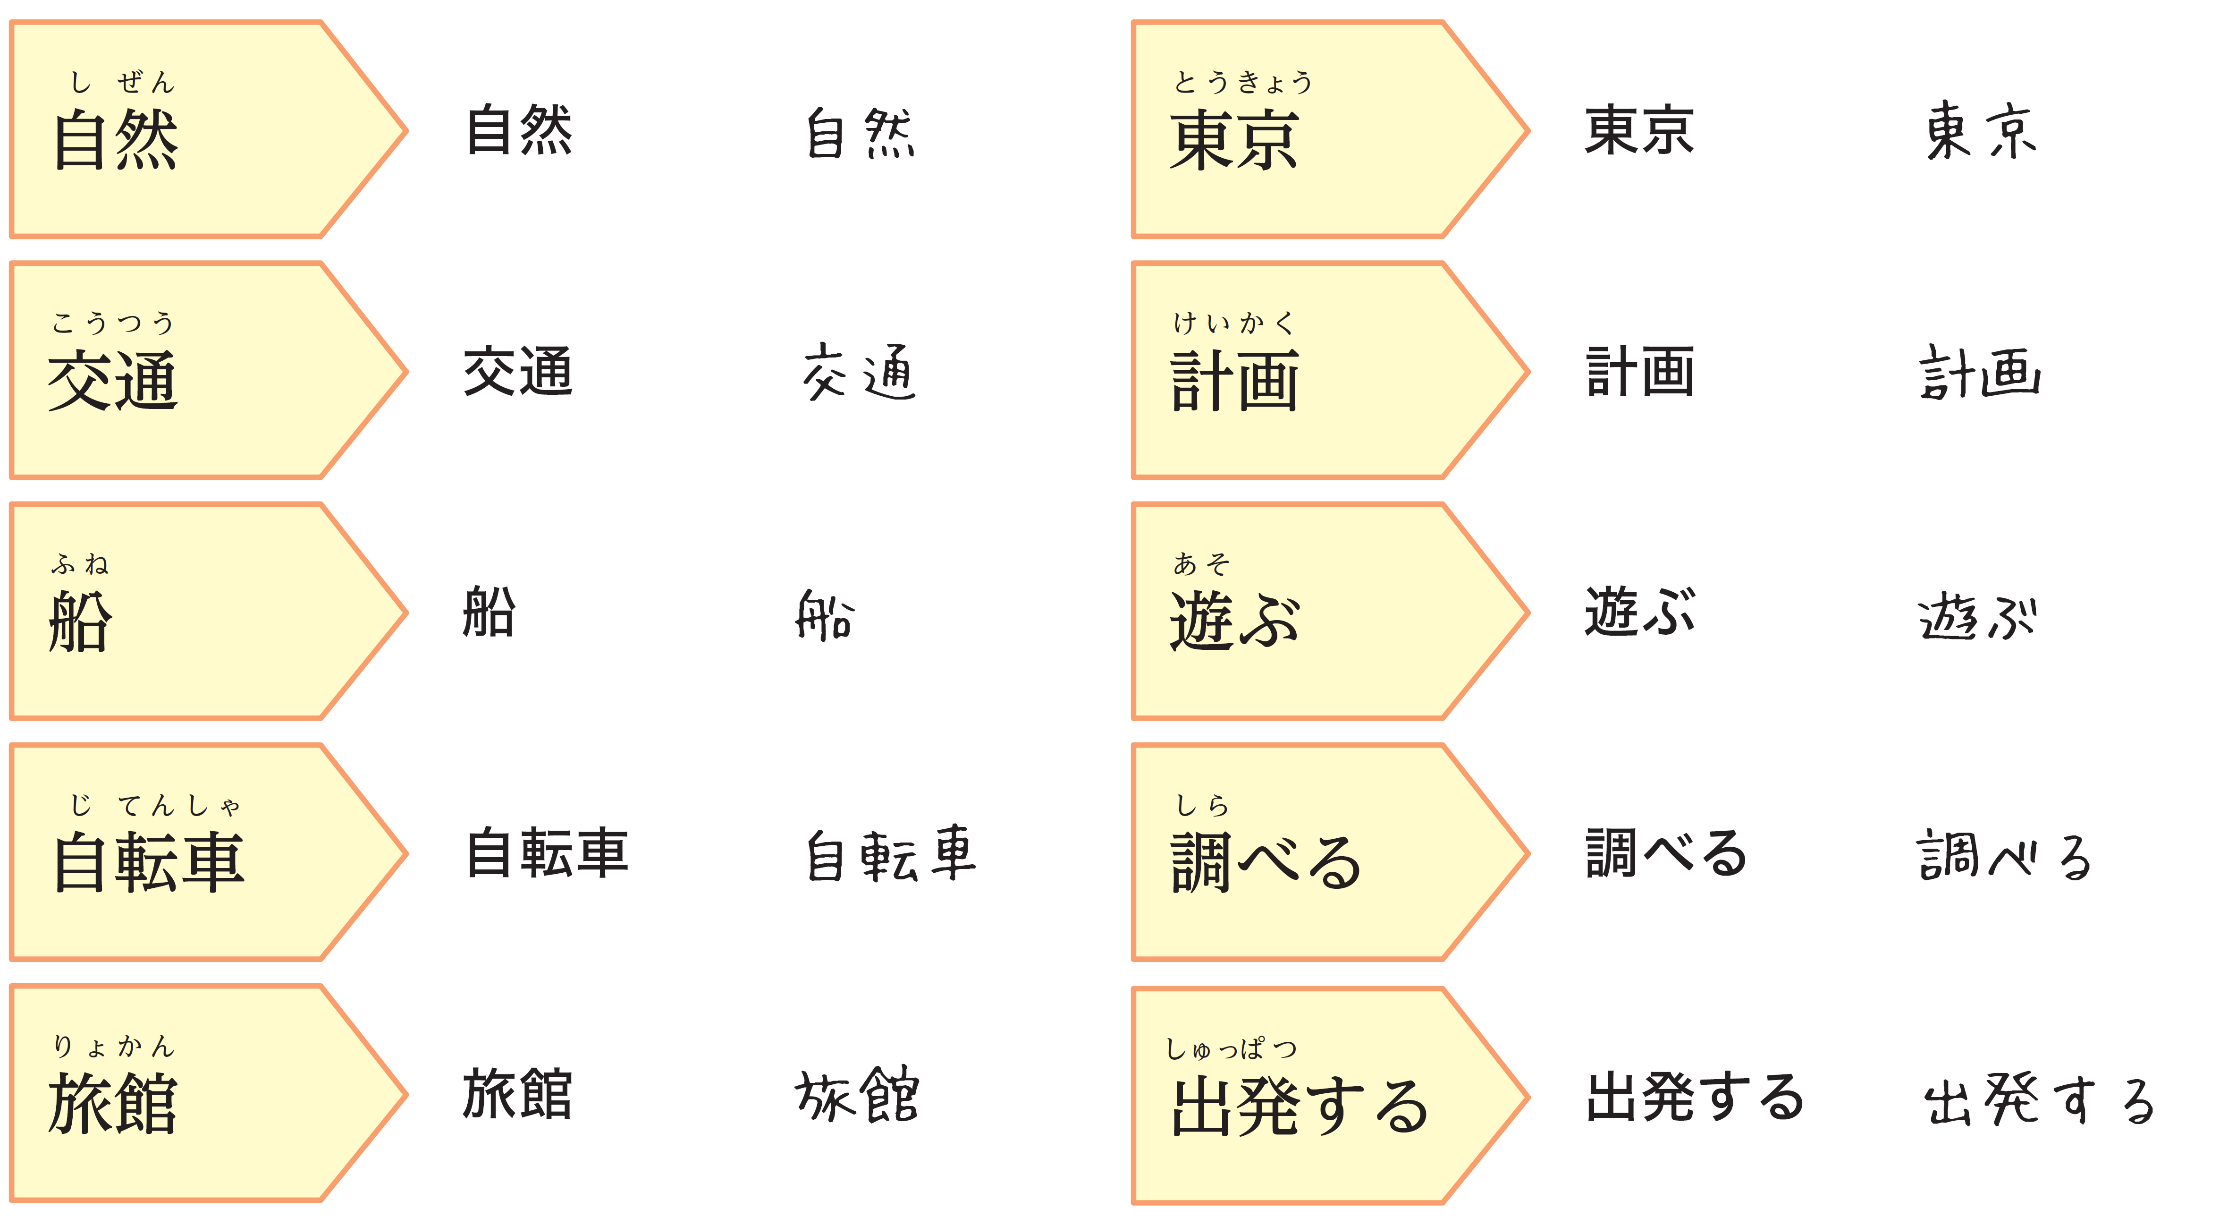 しぜん
自然 自然 自然
こうつう
交通 交通 交通
ふね
船 船 船
じてんしゃ
自転車 自転車 自転車
りょかん
旅館 旅館 旅館
とうきょう
東京 東京 東京
けいかく
計画 計画 計画
あそ
遊ぶ 遊ぶ 遊ぶ
しら
調べる 調べる 調べる
しゅっぱつ
出発する 出発する 出発する